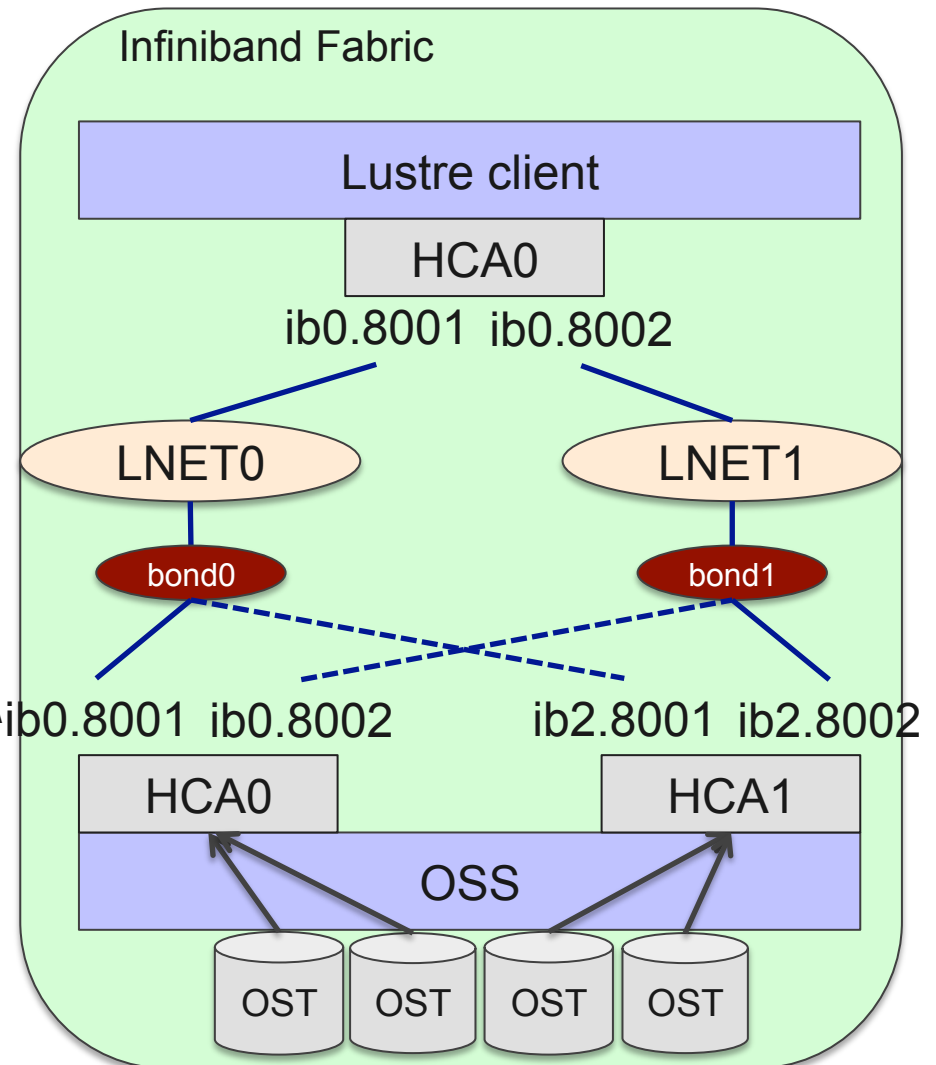 Infiniband Fabric
Lustre client
HCA0
ib0.8001 ib0.8002
LNET0 LNET1
bond0 bond1
ib0.8001 ib0.8002 ib2.8001 ib2.8002
HCA0 HCA1
OSS
OST OST OST OST